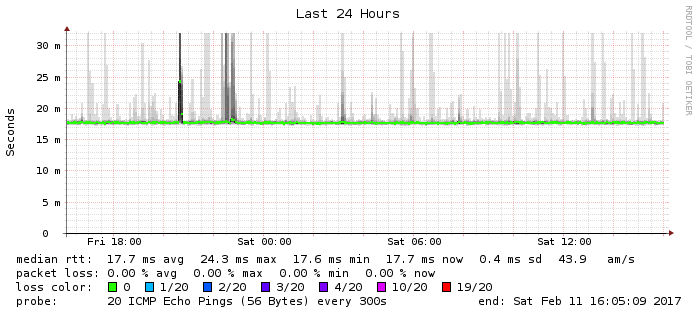 Last 24 Hours
RRDTOOL / TOBI OETIKER
Seconds
30 m
25 m
20 m
15 m
10 m
5 m
0
Fri 18:00 Sat 00:00 Sat 06:00 Sat 12:00
median rtt: 17.7 ms avg 24.3 ms max 17.6 ms min 17.7 ms now 0.4 ms sd 43.9 am/s
packet loss: 0.00 % avg 0.00 % max 0.00 % min 0.00 % now
loss color: 0 1/20 2/20 3/20 4/20 10/20 19/20
probe: 20 ICMP Echo Pings (56 Bytes) every 300s end: Sat Feb 11 16:05:09 2017